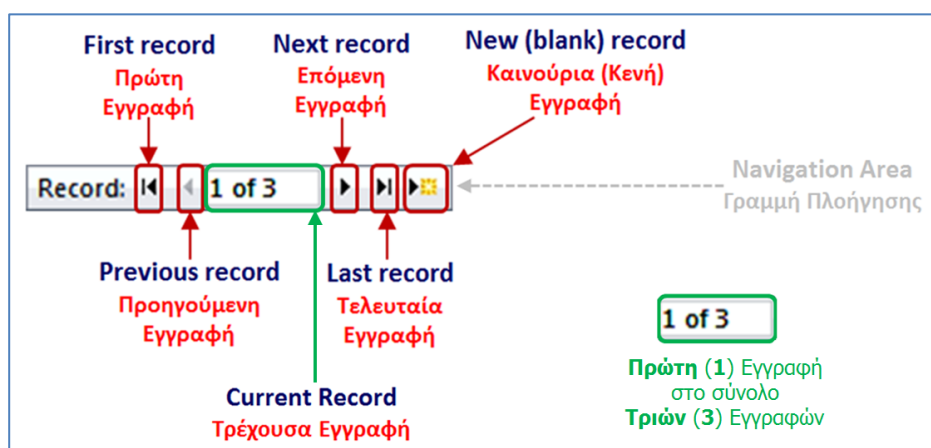 First record
Πρώτη
Εγγραφή
Next record
Επόμενη
Εγγραφή
New (blank) record
Καινούρια (Κενή)
Εγγραφή
Record: 1 of 3
Navigation Area
Γραμμή Πλοήγησης
Previous record
Προηγούμενη
Εγγραφή
Last record
Τελευταία
Εγγραφή
Current Record
Τρέχουσα Εγγραφή
1 of 3
Πρώτη (1) Εγγραφή
στο σύνολο
Τριών (3) Εγγραφών